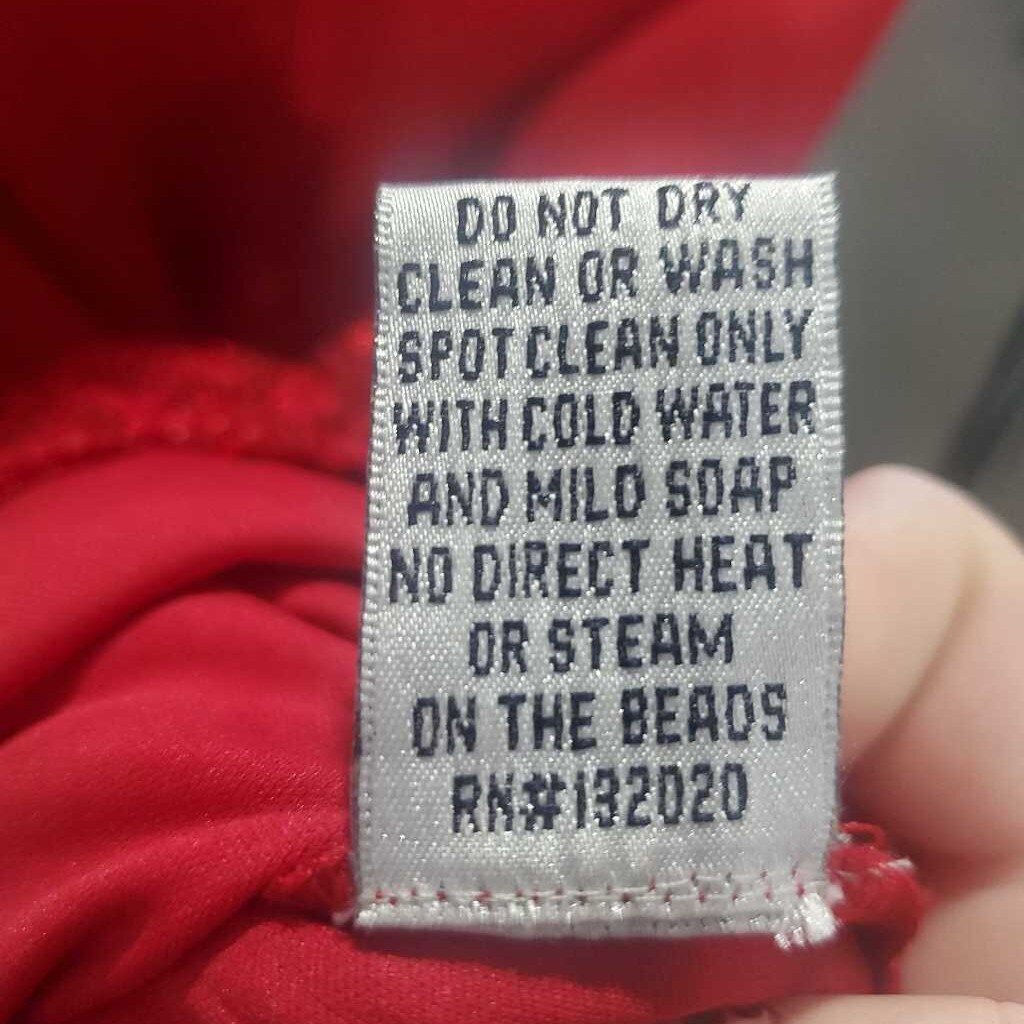 DO NOT DRY
CLEAN OR WASH
SPOT CLEAN ONLY
WITH COLD WATER
AND MILD SOAP
NO DIRECT HEAT
OR STEAM
ON THE BEADS
RN#132020